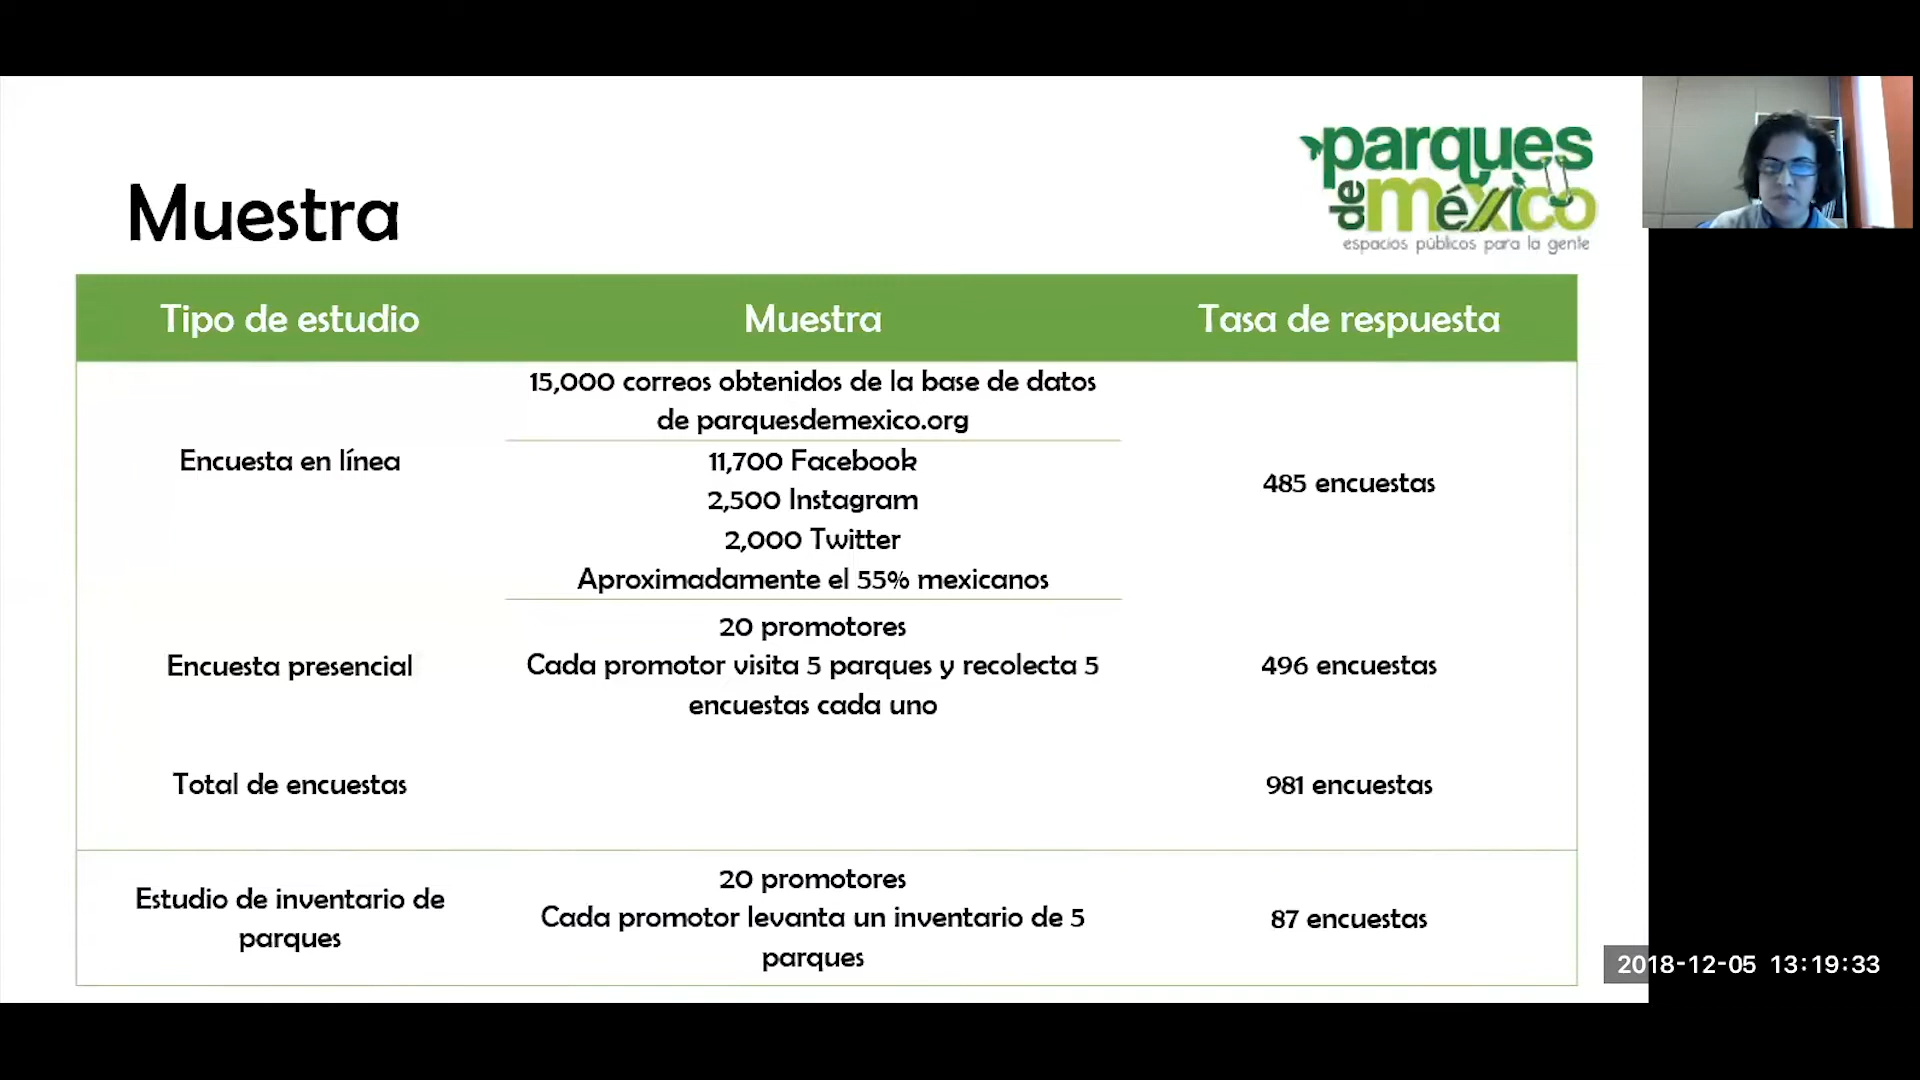 parques
de méxico
espacios públicos para la gente
Muestra
Tipo de estudio
Muestra
Tasa de respuesta
Encuesta en línea
15,000 correos obtenidos de la base de datos
de parquesdemexico.org
11,700 Facebook
2,500 Instagram
2,000 Twitter
Aproximadamente el 55% mexicanos
485 encuestas
Encuesta presencial
20 promotores
Cada promotor visita 5 parques y recolecta 5
encuestas cada uno
496 encuestas
Total de encuestas
981 encuestas
Estudio de inventario de
parques
20 promotores
Cada promotor levanta un inventario de 5
parques
87 encuestas
2018-12-05 13:19:33